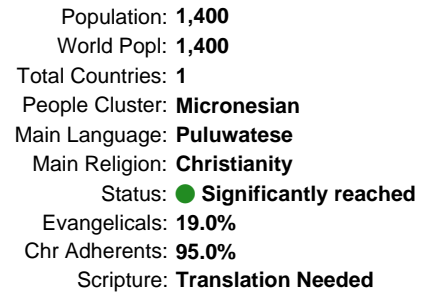 Population: 1,400
World Popl: 1,400
Total Countries: 1
People Cluster: Micronesian
Main Language: Puluwatese
Main Religion: Christianity
Status: Significantly reached
Evangelicals: 19.0%
Chr Adherents: 95.0%
Scripture: Translation Needed